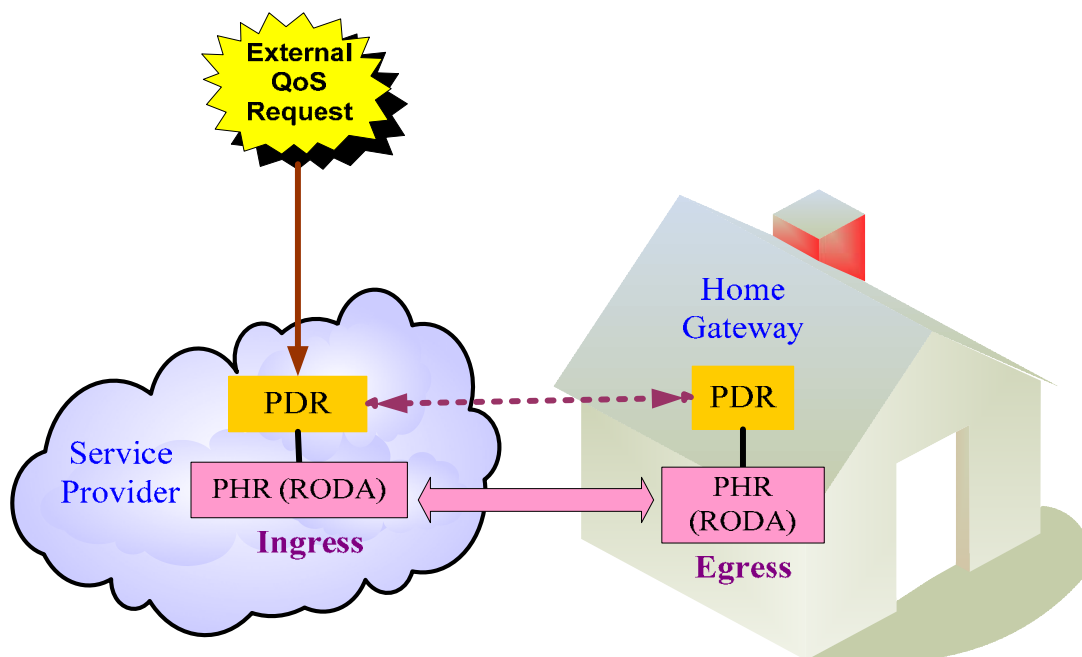 External
QoS
Request
Home
Gateway
PDR
PDR
Service
Provider
PHR (RODA)
PHR
(RODA)
Ingress
Egress